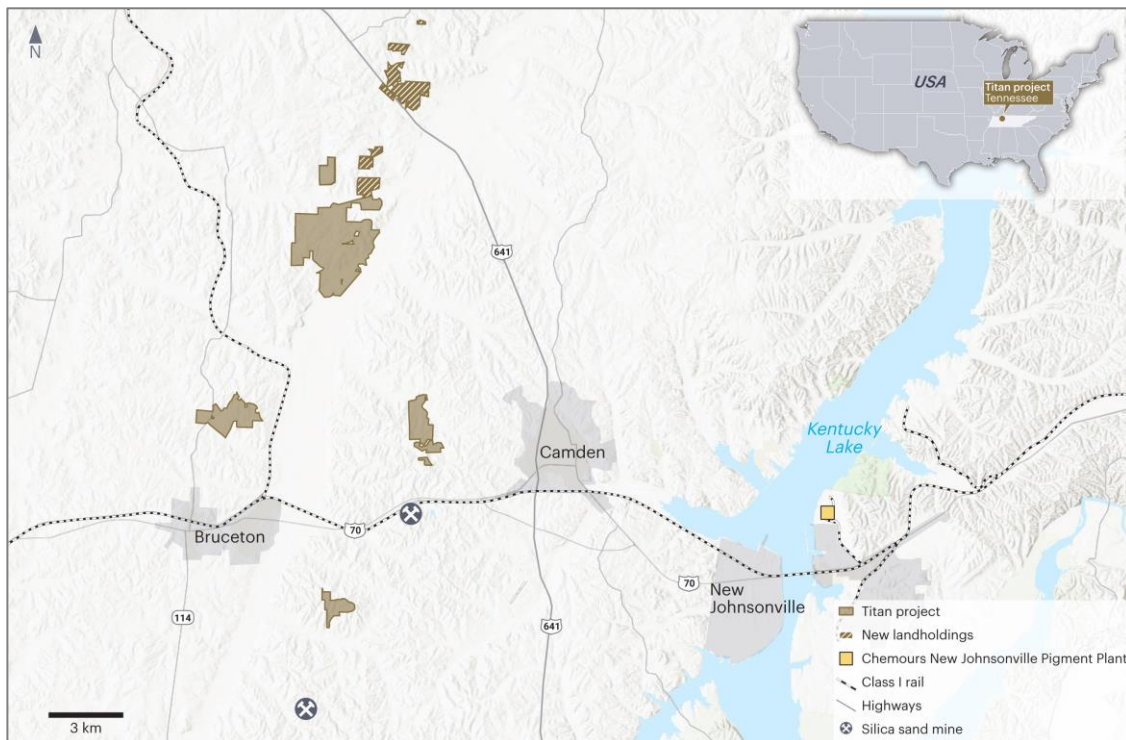 N
USA
Titan project
Tennessee
641
Kentucky
Lake
Camden
70
Bruceton
New
Johnsonville
70
114
641
Titan project
New landholdings
Chemours New Johnsonville Pigment Plant
Class I rail
Highways
Silica sand mine
3 km